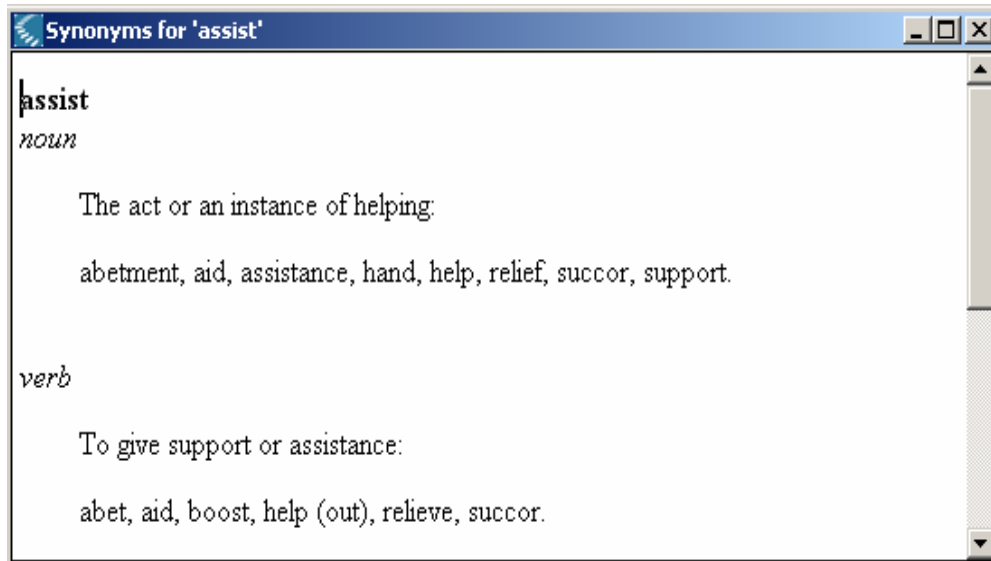 Synonyms for 'assist'
assist
noun
The act or an instance of helping:
abetment, aid, assistance, hand, help, relief, succor, support.
verb
To give support or assistance:
abet, aid, boost, help (out), relieve, succor.